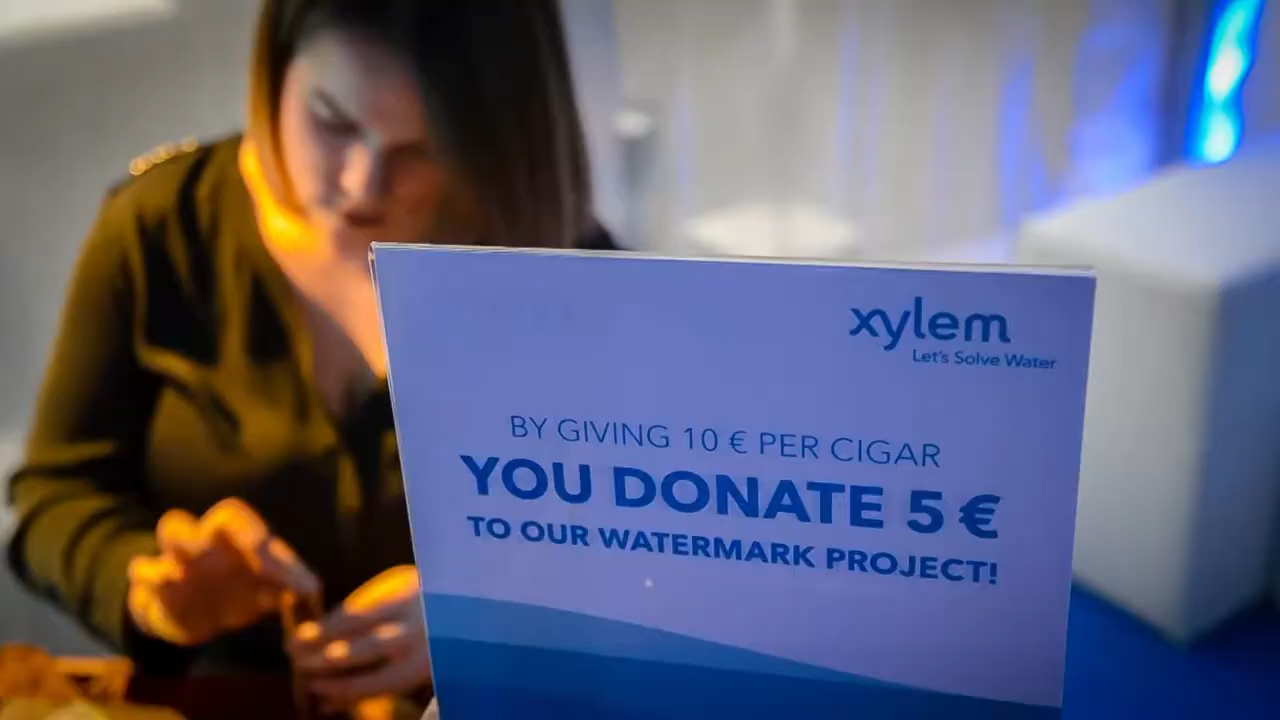 xylem
Let's Solve Water
BY GIVING 10 € PER CIGAR
YOU DONATE 5 €
TO OUR WATERMARK PROJECT!